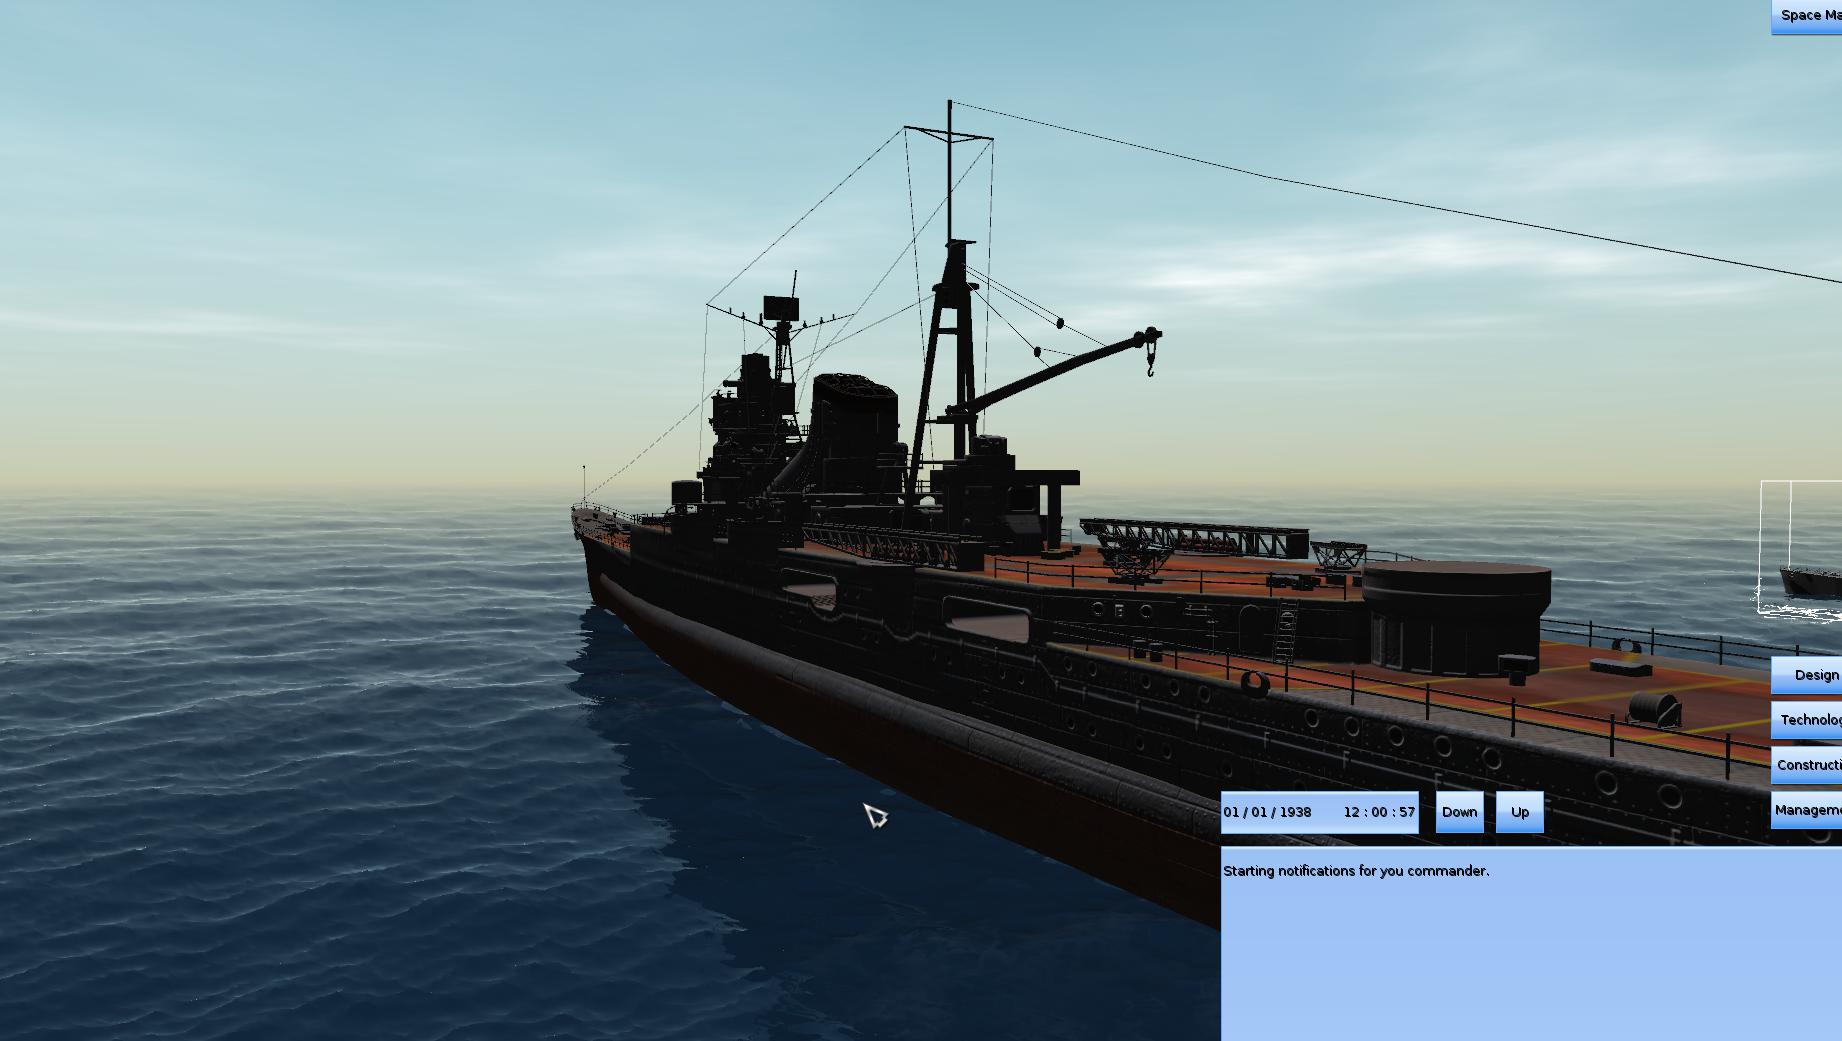 Space Ma
Design
Technolog
Constructi
Manageme
01/01/1938 12:00:57
Down
Up
Starting notifications for you commander.